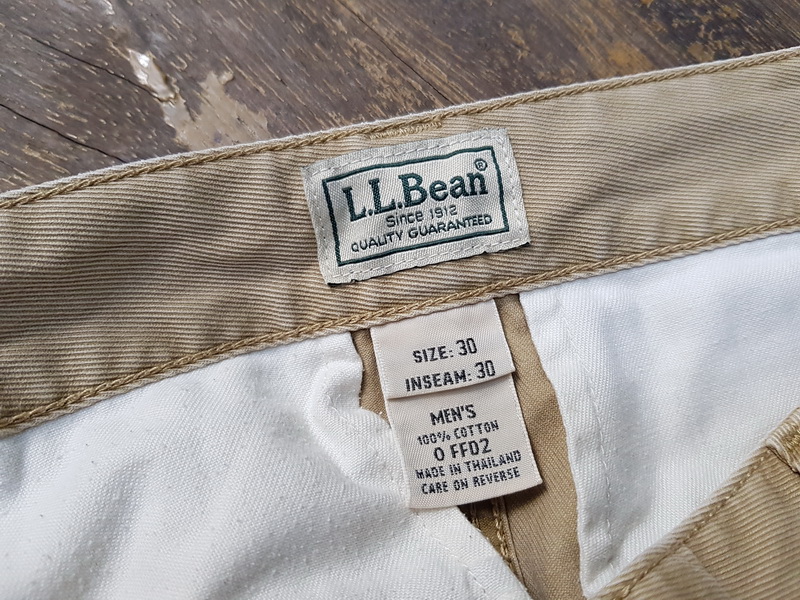 L.L.Bean®
Since 1912
QUALITY GUARANTEED
SIZE: 30
INSEAM: 30
MEN'S
100% COTTON
0 FFD2
MADE IN THAILAND
CARE ON REVERSE